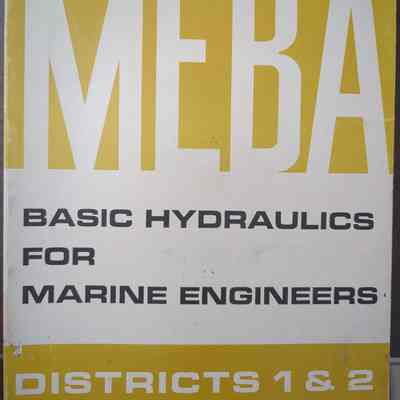 MEBA
BASIC HYDRAULICS
FOR
MARINE ENGINEERS
DISTRICTS 1 & 2